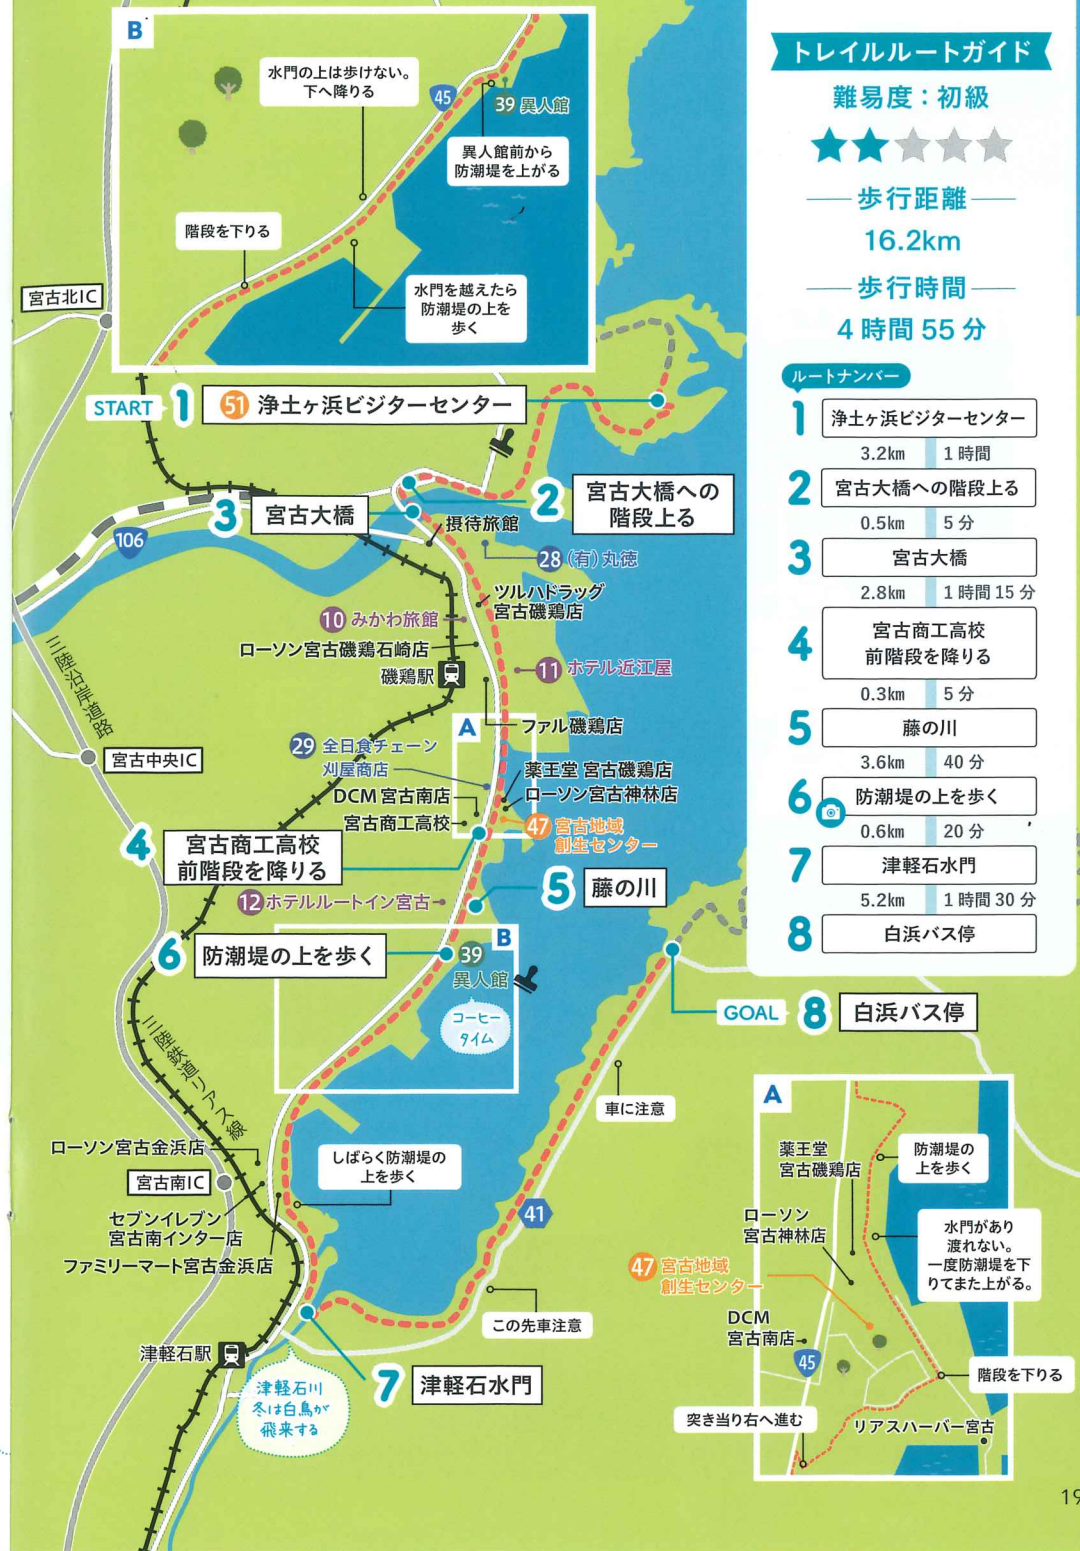 B
水門の上は歩けない。
下へ降りる
45
39 異人館
異人館前から
防潮堤を上がる
階段を下りる
水門を越えたら
防潮堤の上を
歩く
宮古北IC
START 1 51 浄土ヶ浜ビジターセンター
2 宮古大橋への
階段上る
3 宮古大橋
摂待旅館
106
28 (有)丸徳
ツルハドラッグ
宮古磯鶏店
10 みかわ旅館
ローソン宮古磯鶏石崎店
磯鶏駅
11 ホテル近江屋
三陸沿岸道路
A
ファル磯鶏店
29 全日食チェーン
刈屋商店
宮古中央IC
薬王堂 宮古磯鶏店
ローソン宮古神林店
DCM 宮古南店
宮古商工高校
47 宮古地域
創生センター
4 宮古商工高校
前階段を降りる
5 藤の川
12 ホテルルートイン宮古
B
6 防潮堤の上を歩く
39
異人館
コーヒー
タイム
GOAL 8 白浜バス停
三陸鉄道リアス線
車に注意
ローソン宮古金浜店
しばらく防潮堤の
上を歩く
宮古南IC
セブンイレブン
宮古南インター店
ファミリーマート宮古金浜店
41
この先車注意
津軽石駅
7 津軽石水門
津軽石川
冬は白鳥が
飛来する
トレイルルートガイド
難易度：初級
歩行距離
16.2km
歩行時間
4時間55分
ルートナンバー
1 浄土ヶ浜ビジターセンター
3.2km 1時間
2 宮古大橋への階段上る
0.5km 5分
3 宮古大橋
2.8km 1時間15分
4 宮古商工高校
前階段を降りる
0.3km 5分
5 藤の川
3.6km 40分
6 防潮堤の上を歩く
0.6km 20分
7 津軽石水門
5.2km 1時間30分
8 白浜バス停
A
薬王堂
宮古磯鶏店
防潮堤の
上を歩く
ローソン
宮古神林店
水門があり
渡れない。
一度防潮堤を下
りてまた上がる。
47 宮古地域
創生センター
DCM
宮古南店
45
階段を下りる
突き当り右へ進む
リアスハーバー宮古
19